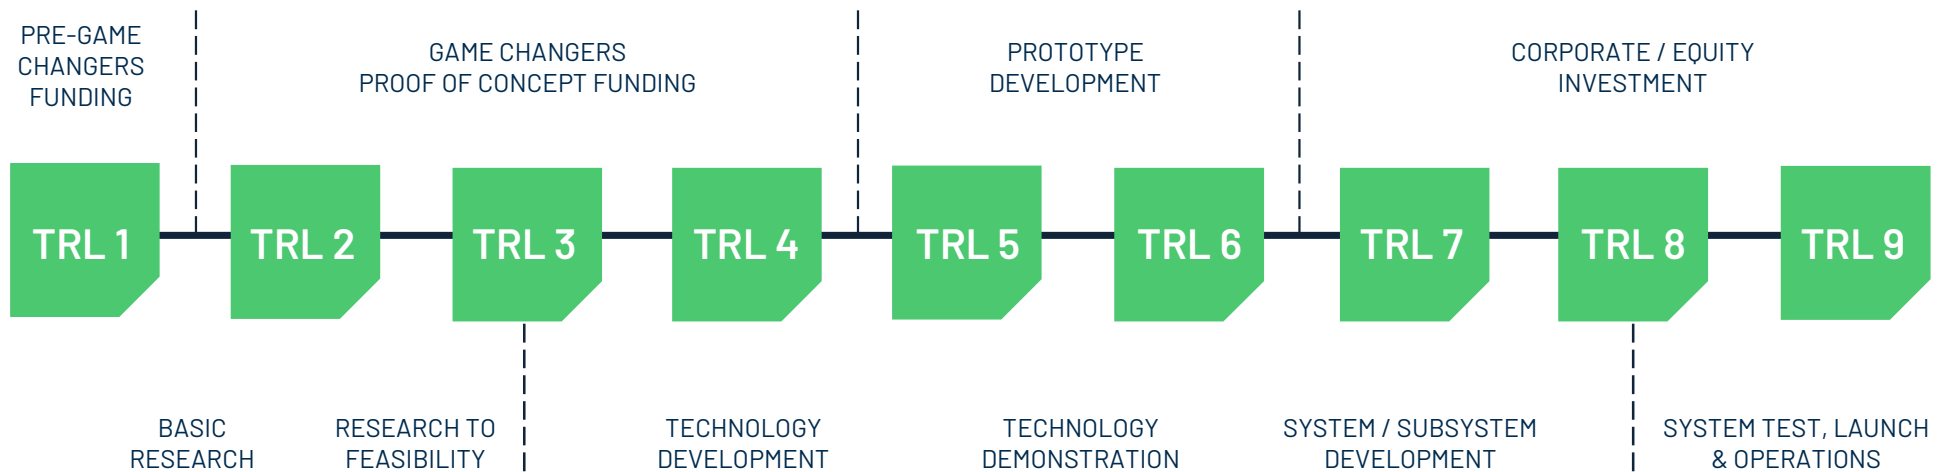 PRE-GAME
CHANGERS
FUNDING
GAME CHANGERS
PROOF OF CONCEPT FUNDING
PROTOTYPE
DEVELOPMENT
CORPORATE / EQUITY
INVESTMENT
TRL 1
TRL 2
TRL 3
TRL 4
TRL 5
TRL 6
TRL 7
TRL 8
TRL 9
BASIC
RESEARCH
RESEARCH TO
FEASIBILITY
TECHNOLOGY
DEVELOPMENT
TECHNOLOGY
DEMONSTRATION
SYSTEM / SUBSYSTEM
DEVELOPMENT
SYSTEM TEST, LAUNCH
& OPERATIONS